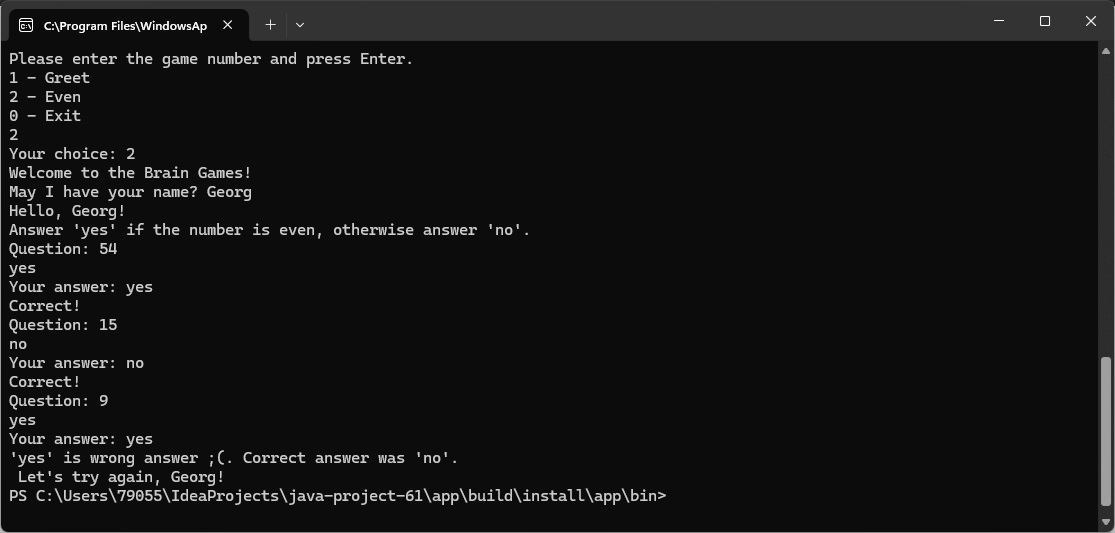 C:\Program Files\WindowsAp
Please enter the game number and press Enter.
1 - Greet
2 - Even
0 - Exit
2
Your choice: 2
Welcome to the Brain Games!
May I have your name? Georg
Hello, Georg!
Answer 'yes' if the number is even, otherwise answer 'no'.
Question: 54
yes
Your answer: yes
Correct!
Question: 15
no
Your answer: no
Correct!
Question: 9
yes
Your answer: yes
'yes' is wrong answer ;(. Correct answer was 'no'.
 Let's try again, Georg!
PS C:\Users\79055\IdeaProjects\java-project-61\app\build\install\app\bin>